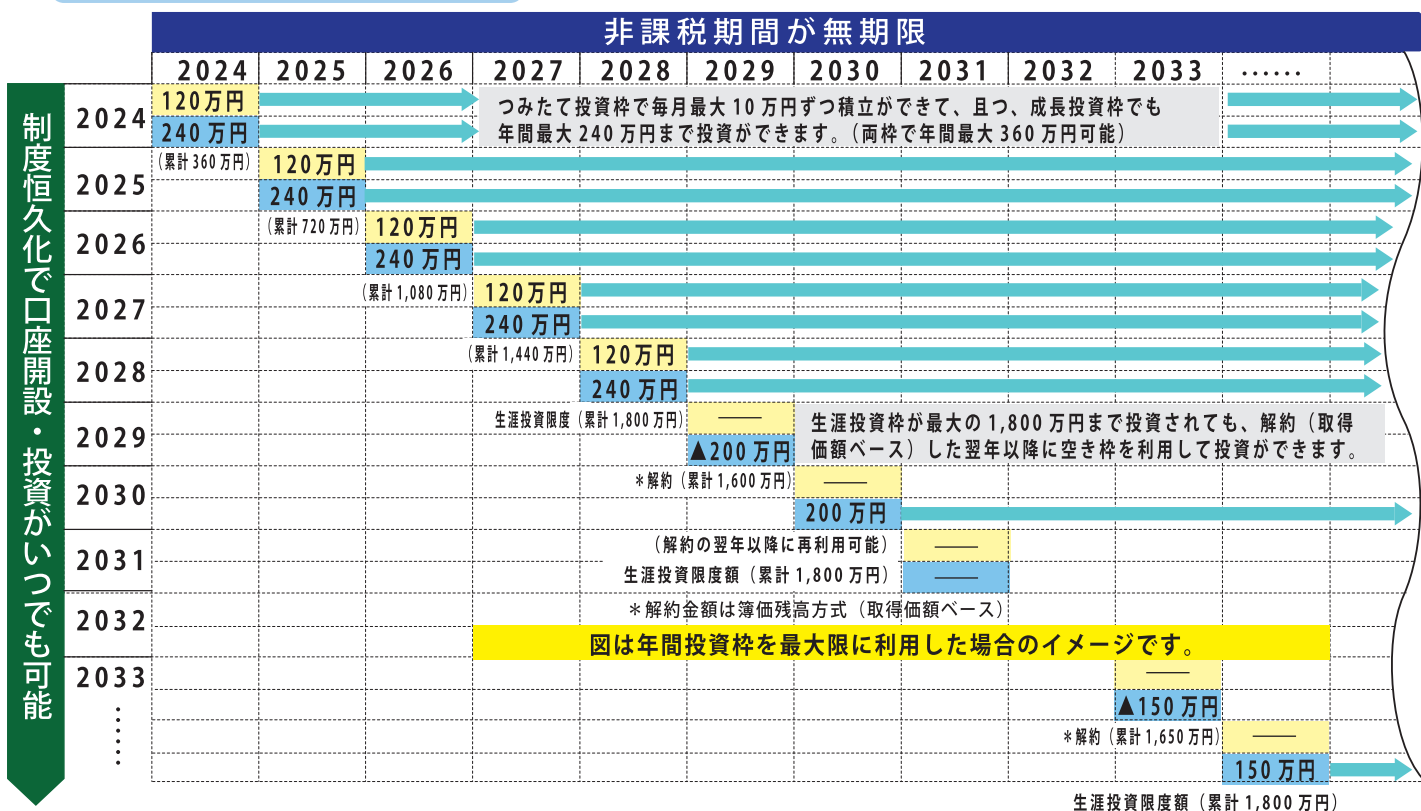 非課税期間が無期限
2024 2025 2026 2027 2028 2029 2030 2031 2032 2033 ……
制度恒久化で口座開設・投資がいつでも可能
2024
120万円
240万円
つみたて投資枠で毎月最大10万円ずつ積立ができて、且つ、成長投資枠でも
年間最大240万円まで投資ができます。（両枠で年間最大360万円可能）
2025
（累計360万円）
120万円
240万円
2026
（累計720万円）
120万円
240万円
2027
（累計1,080万円）
120万円
240万円
2028
（累計1,440万円）
120万円
240万円
2029
生涯投資限度（累計1,800万円）
――
▲200万円
生涯投資枠が最大の1,800万円まで投資されても、解約（取得
価額ベース）した翌年以降に空き枠を利用して投資ができます。
2030
＊解約（累計1,600万円）
――
200万円
2031
（解約の翌年以降に再利用可能）
――
生涯投資限度額（累計1,800万円）
――
2032
＊解約金額は簿価残高方式（取得価額ベース）
図は年間投資枠を最大限に利用した場合のイメージです。
2033
――
▲150万円
……
＊解約（累計1,650万円）
――
150万円
生涯投資限度額（累計1,800万円）